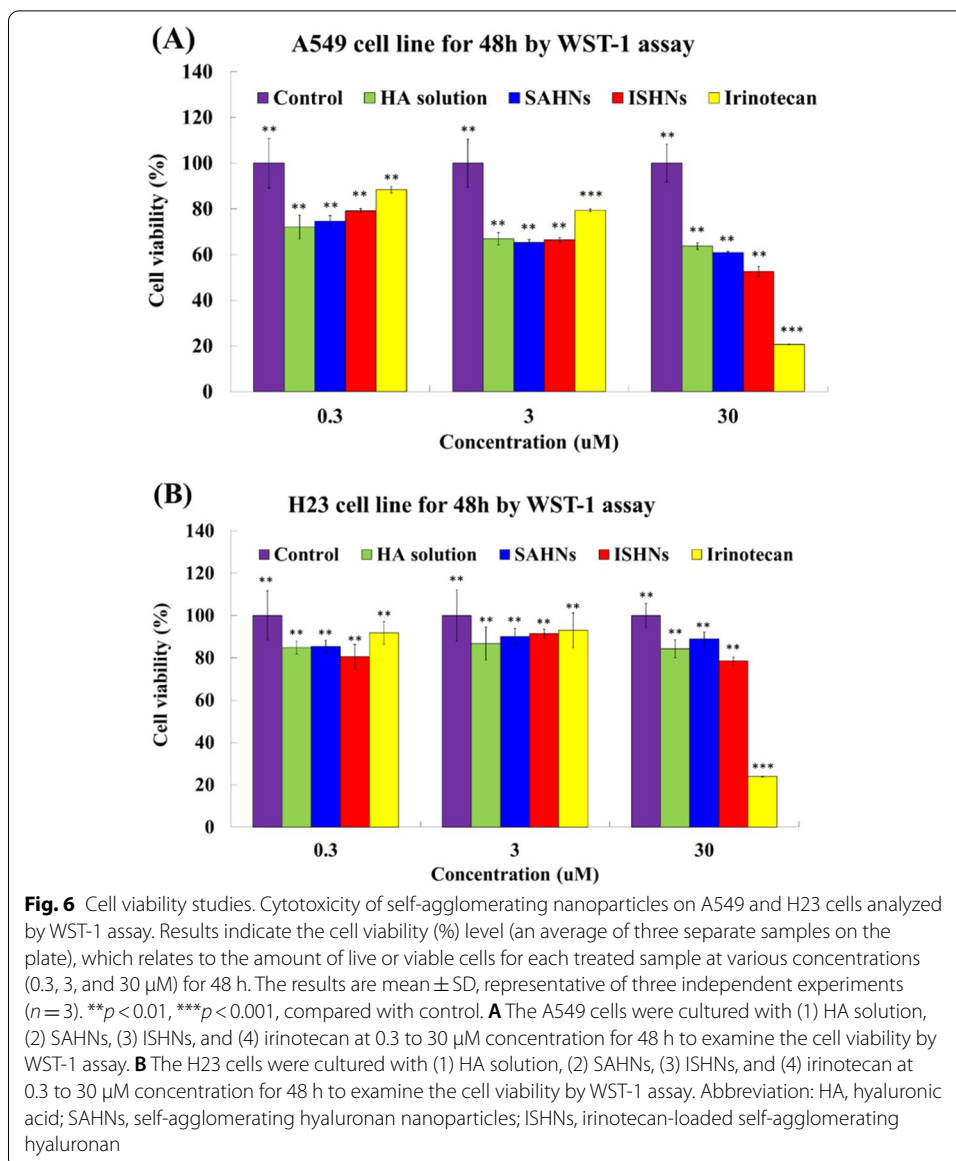 (A)
A549 cell line for 48h by WST-1 assay
140
120
100
80
60
40
20
0
Cell viability (%)
Control HA solution SAHNs ISHNs Irinotecan
** ** ** ** **
** ** ** ** ***
** ** ** ** ***
0.3 3 30
Concentration (uM)
(B)
H23 cell line for 48h by WST-1 assay
140
120
100
80
60
40
20
0
Cell viability (%)
Control HA solution SAHNs ISHNs Irinotecan
** ** ** ** **
** ** ** ** **
** ** ** ** ***
0.3 3 30
Concentration (uM)
Fig. 6 Cell viability studies. Cytotoxicity of self-agglomerating nanoparticles on A549 and H23 cells analyzed
by WST-1 assay. Results indicate the cell viability (%) level (an average of three separate samples on the
plate), which relates to the amount of live or viable cells for each treated sample at various concentrations
(0.3, 3, and 30 µM) for 48 h. The results are mean ± SD, representative of three independent experiments
(n = 3). **p < 0.01, ***p < 0.001, compared with control. A The A549 cells were cultured with (1) HA solution,
(2) SAHNs, (3) ISHNs, and (4) irinotecan at 0.3 to 30 µM concentration for 48 h to examine the cell viability by
WST-1 assay. B The H23 cells were cultured with (1) HA solution, (2) SAHNs, (3) ISHNs, and (4) irinotecan at
0.3 to 30 µM concentration for 48 h to examine the cell viability by WST-1 assay. Abbreviation: HA, hyaluronic
acid; SAHNs, self-agglomerating hyaluronan nanoparticles; ISHNs, irinotecan-loaded self-agglomerating
hyaluronan